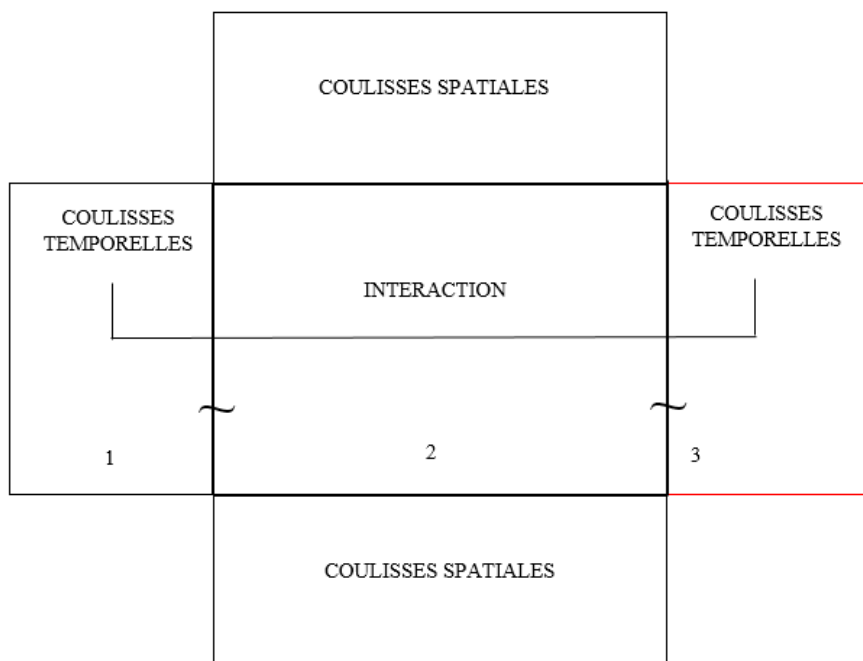 COULISSES SPATIALES
COULISSES
TEMPORELLES
COULISSES
TEMPORELLES
INTERACTION
~
~
1
2
3
COULISSES SPATIALES